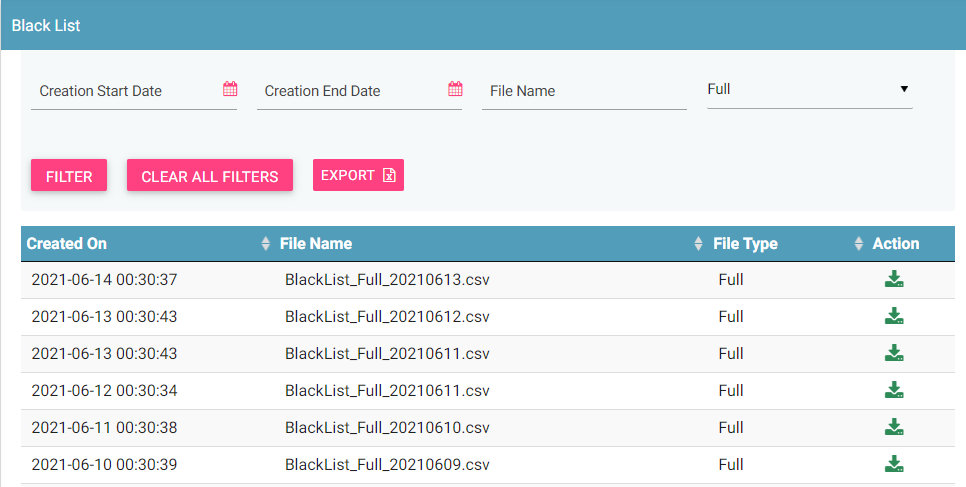 Black List
Creation Start Date Creation End Date File Name Full
FILTER CLEAR ALL FILTERS EXPORT
Created On File Name File Type Action
2021-06-14 00:30:37 BlackList_Full_20210613.csv Full
2021-06-13 00:30:43 BlackList_Full_20210612.csv Full
2021-06-13 00:30:43 BlackList_Full_20210611.csv Full
2021-06-12 00:30:34 BlackList_Full_20210611.csv Full
2021-06-11 00:30:38 BlackList_Full_20210610.csv Full
2021-06-10 00:30:39 BlackList_Full_20210609.csv Full